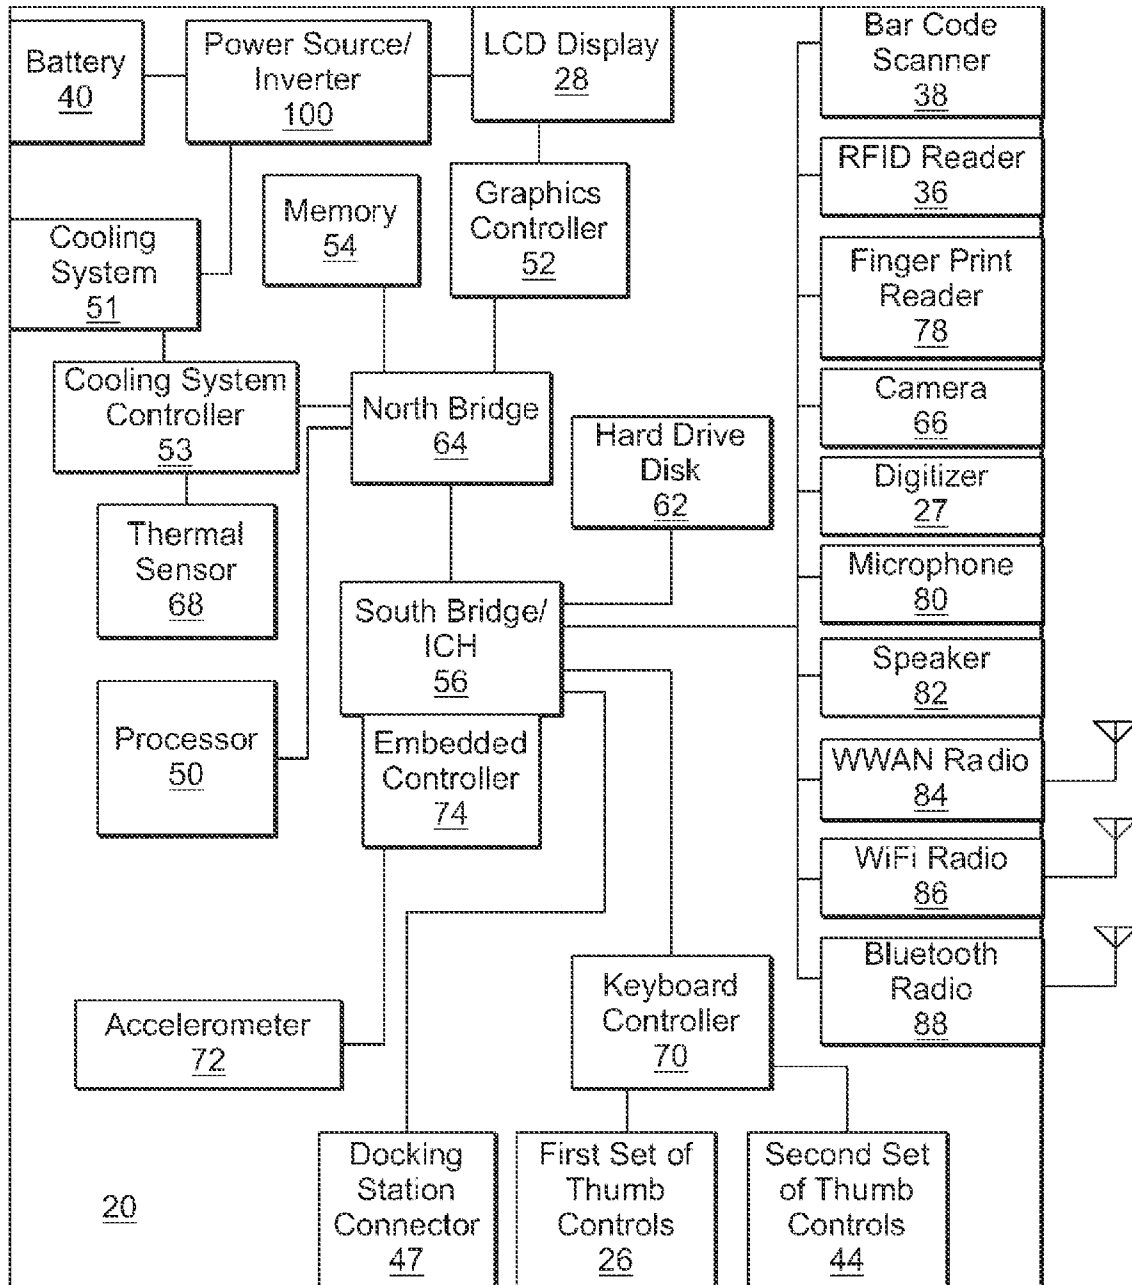 Battery
40
Power Source/
Inverter
100
LCD Display
28
Bar Code
Scanner
38
RFID Reader
36
Memory
54
Graphics
Controller
52
Cooling
System
51
Finger Print
Reader
78
Cooling System
Controller
53
North Bridge
64
Camera
66
Hard Drive
Disk
62
Digitizer
27
Thermal
Sensor
68
Microphone
80
South Bridge/
ICH
56
Speaker
82
Processor
50
Embedded
Controller
74
WWAN Radio
84
WiFi Radio
86
Bluetooth
Radio
88
Keyboard
Controller
70
Accelerometer
72
Docking
Station
Connector
47
First Set of
Thumb
Controls
26
Second Set
of Thumb
Controls
44
20